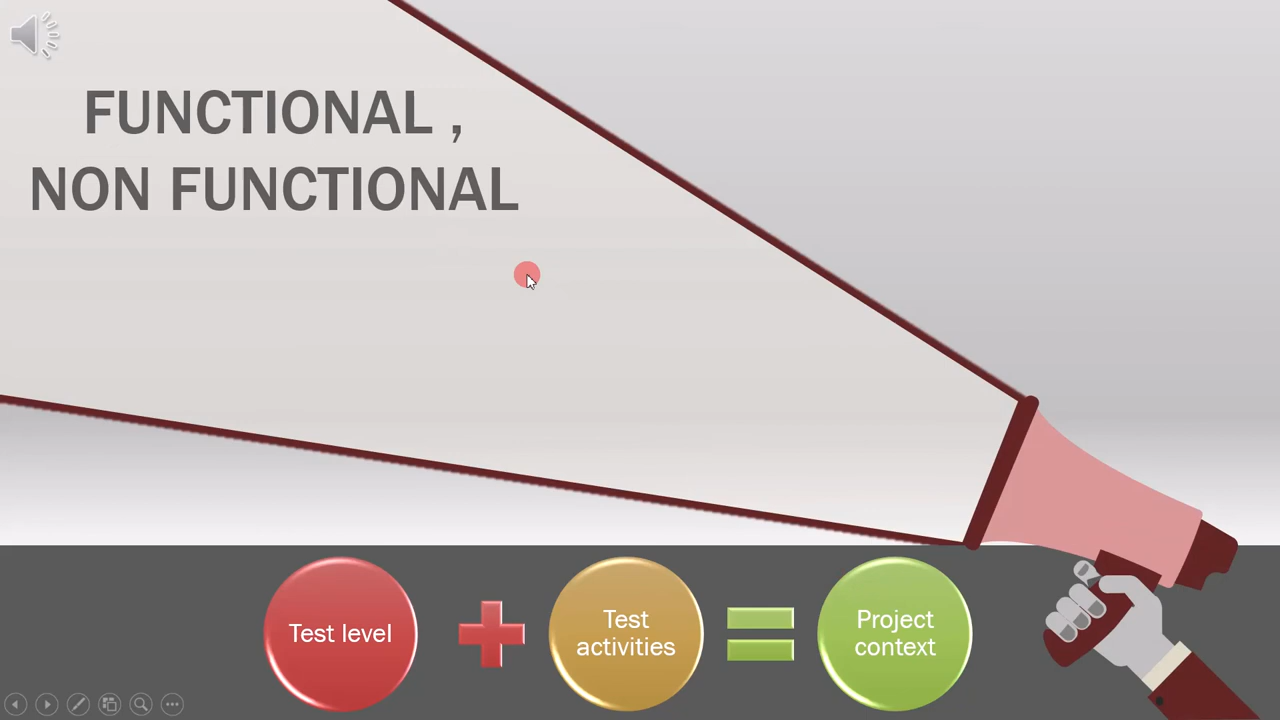 FUNCTIONAL ,
NON FUNCTIONAL
Test level
Test
activities
Project
context